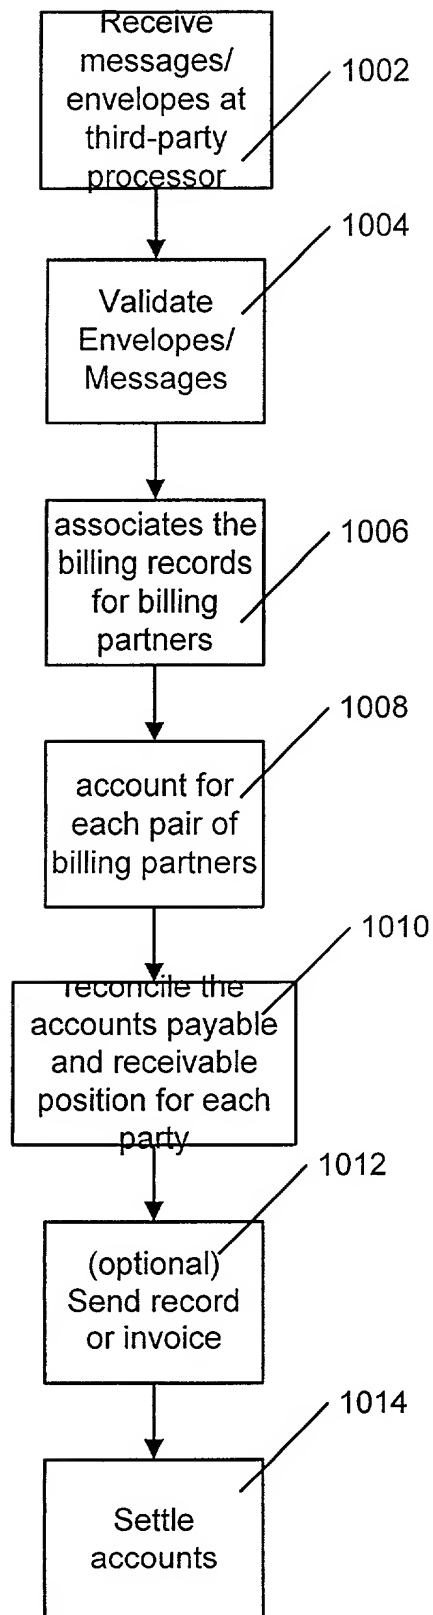 Receive
messages/
envelopes at
third-party
processor
1002
Validate
Envelopes/
Messages
1004
associates the
billing records
for billing
partners
1006
account for
each pair of
billing partners
1008
reconcile the
accounts payable
and receivable
position for each
party
1010
(optional)
Send record
or invoice
1012
Settle
accounts
1014